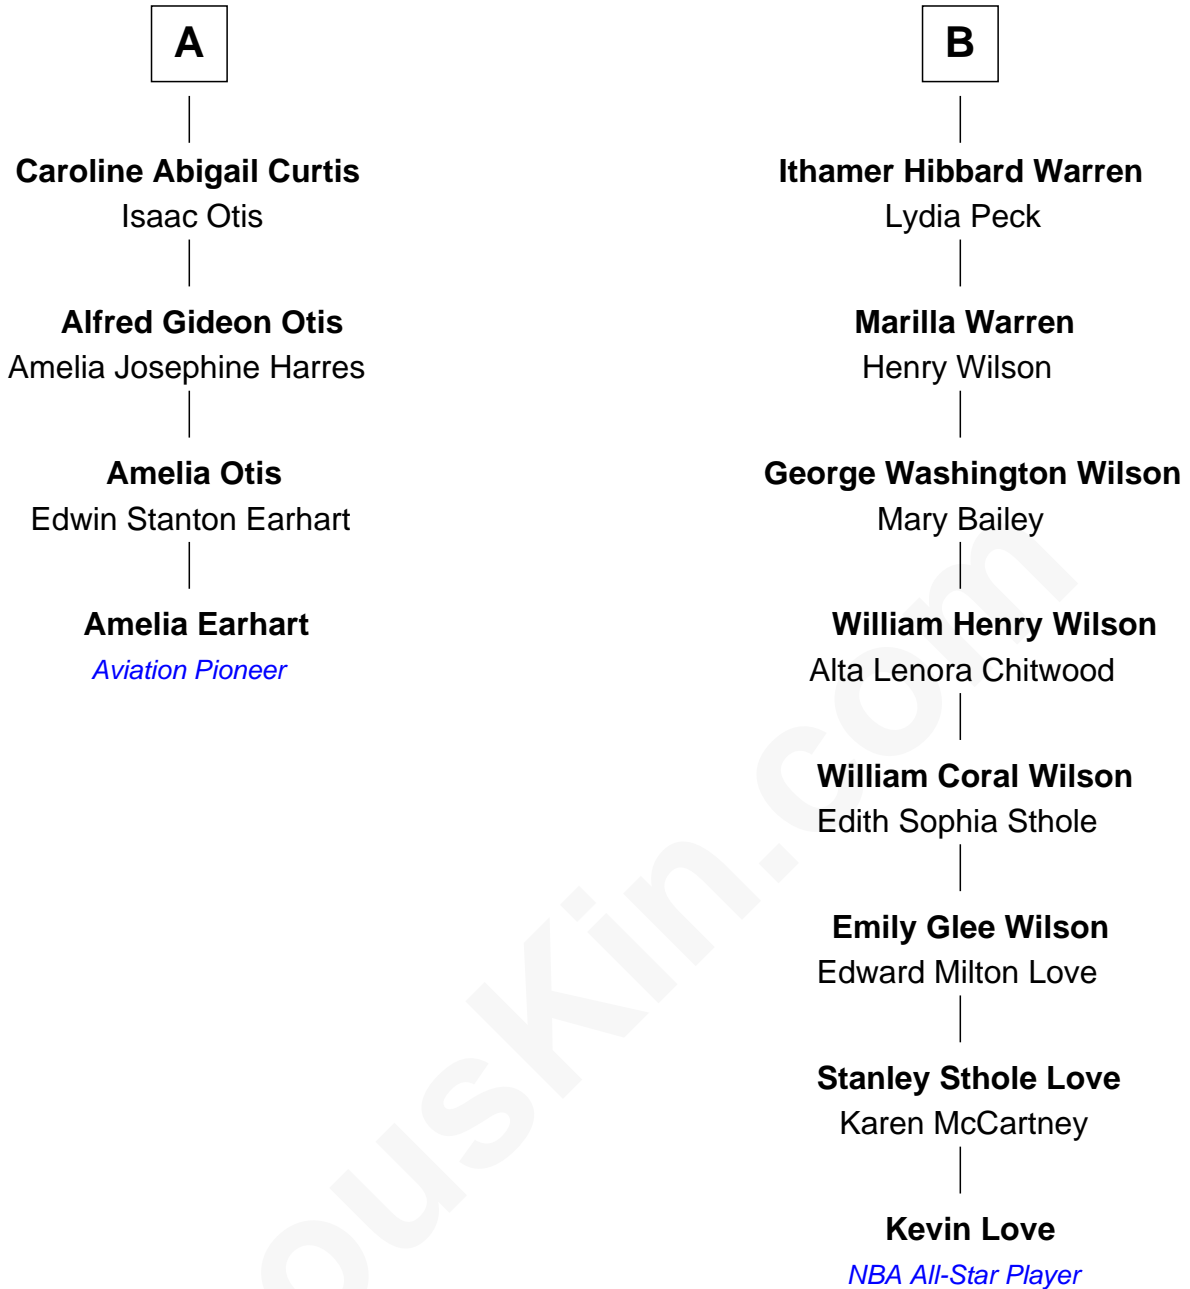 A
Caroline Abigail Curtis
Isaac Otis
Alfred Gideon Otis
Amelia Josephine Harres
Amelia Otis
Edwin Stanton Earhart
Amelia Earhart
Aviation Pioneer
B
Ithamer Hibbard Warren
Lydia Peck
Marilla Warren
Henry Wilson
George Washington Wilson
Mary Bailey
William Henry Wilson
Alta Lenora Chitwood
William Coral Wilson
Edith Sophia Sthole
Emily Glee Wilson
Edward Milton Love
Stanley Sthole Love
Karen McCartney
Kevin Love
NBA All-Star Player
ousKin.com